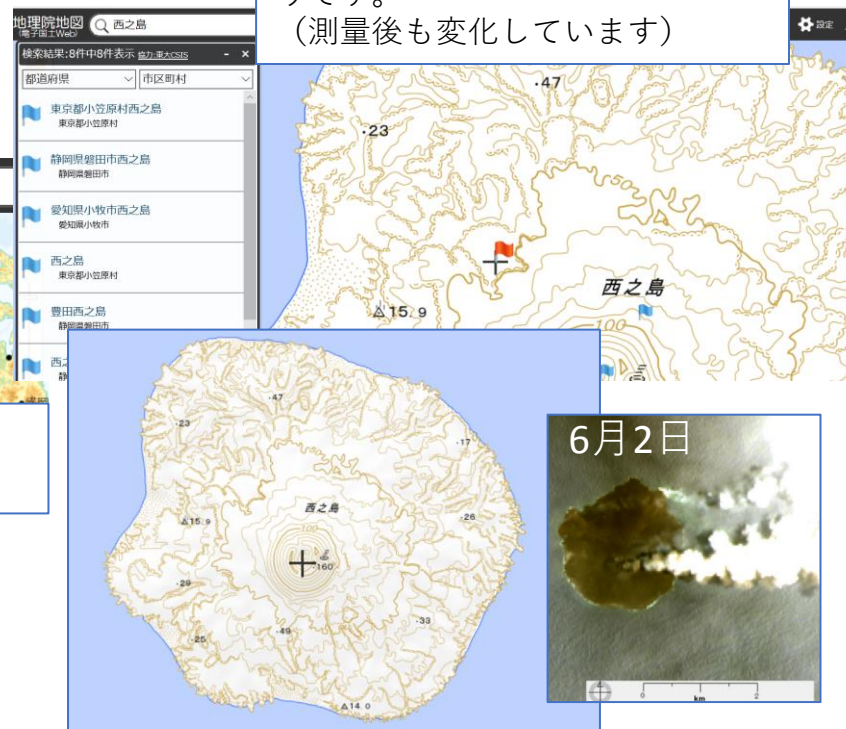 うです。
(測量後も変化しています)
地理院地図
(電子国土Web)
西之島
設定
検索結果:8件中8件表示 協力:東大CSIS
- ×
都道府県
市区町村
東京都小笠原村西之島
東京都小笠原村
静岡県磐田市西之島
静岡県磐田市
愛知県小牧市西之島
愛知県小牧市
西之島
東京都小笠原村
豊田西之島
静岡県磐田市
・47
・23
西之島
15.9
100
・47
・23
・17
西之島
100
15.9
・26
・160
・29
・33
・49
・25
14.0
6月2日
0
km
2